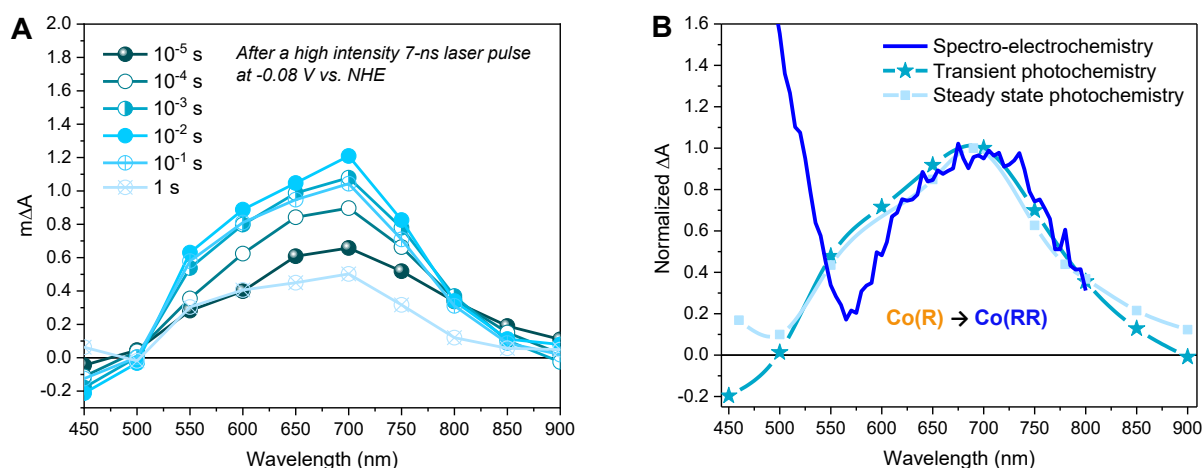 A
2.0
1.8
1.6
1.4
1.2
1.0
0.8
0.6
0.4
0.2
0.0
-0.2
mΔA
10⁻⁵ s
10⁻⁴ s
10⁻³ s
10⁻² s
10⁻¹ s
1 s
After a high intensity 7-ns laser pulse
at -0.08 V vs. NHE
450 500 550 600 650 700 750 800 850 900
Wavelength (nm)
B
1.6
1.4
1.2
1.0
0.8
0.6
0.4
0.2
0.0
-0.2
Normalized ΔA
Spectro-electrochemistry
Transient photochemistry
Steady state photochemistry
Co(R) → Co(RR)
450 500 550 600 650 700 750 800 850 900
Wavelength (nm)